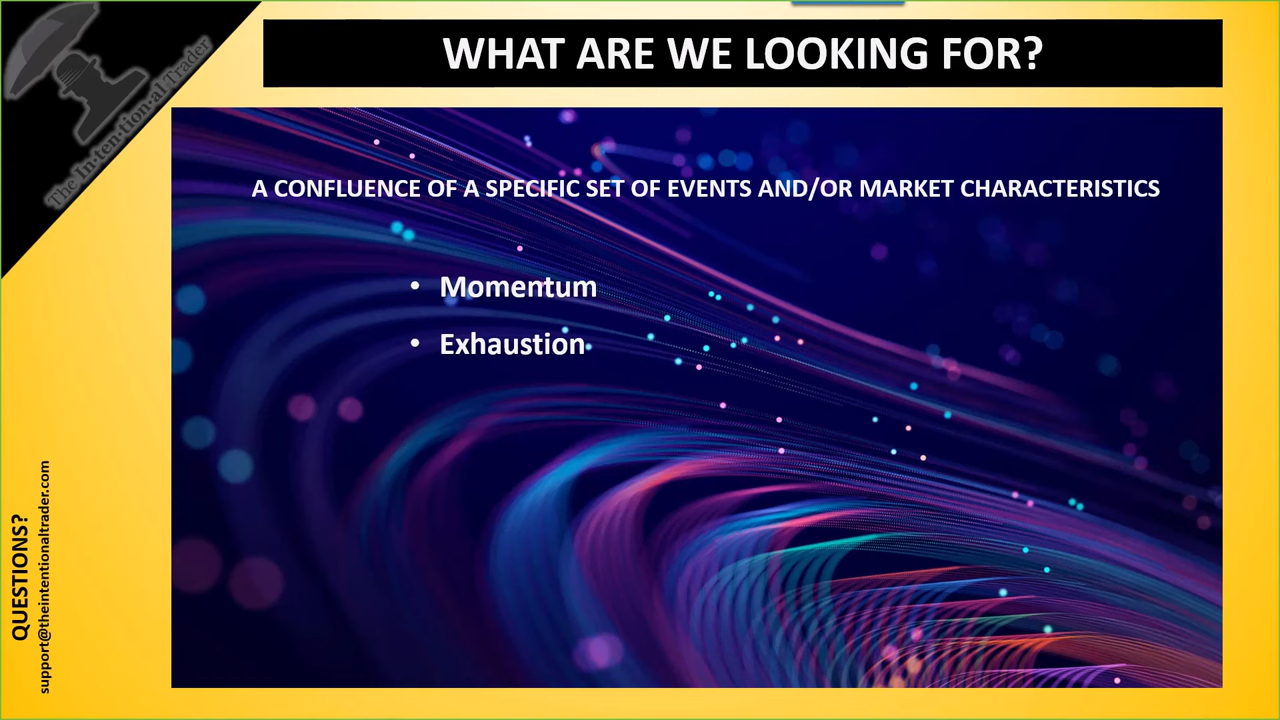 WHAT ARE WE LOOKING FOR?
The In·ten·tion·al Trader
A CONFLUENCE OF A SPECIFIC SET OF EVENTS AND/OR MARKET CHARACTERISTICS
• Momentum
• Exhaustion
QUESTIONS?
support@theintentionaltrader.com